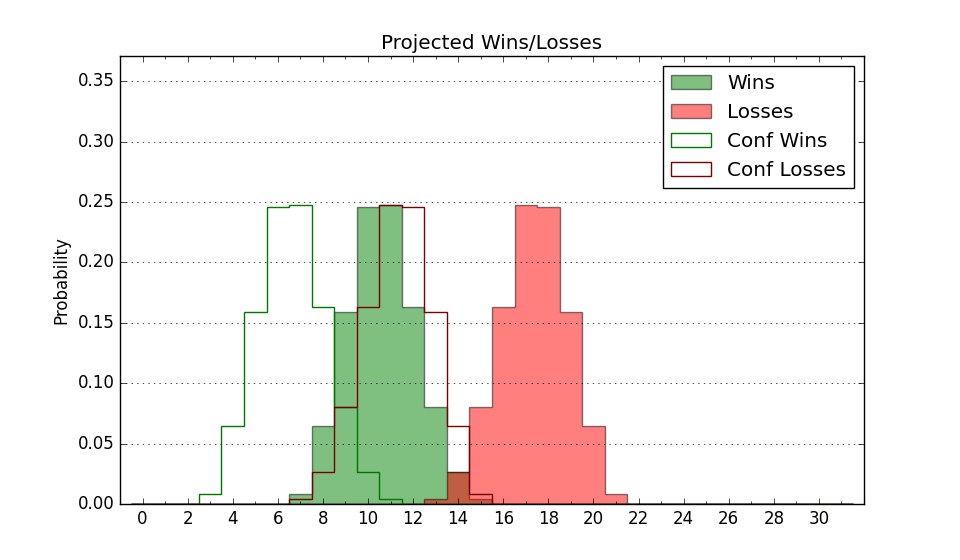 Projected Wins/Losses
Wins
Losses
Conf Wins
Conf Losses
Probability
0.35
0.30
0.25
0.20
0.15
0.10
0.05
0.00
0 2 4 6 8 10 12 14 16 18 20 22 24 26 28 30